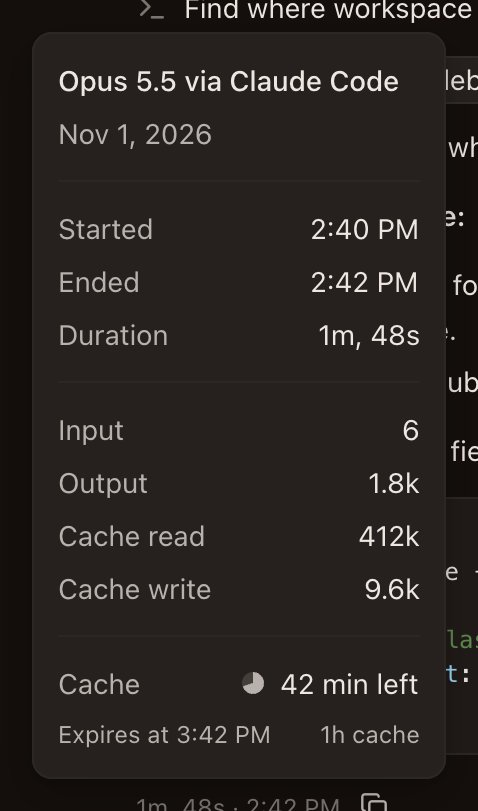 Find where workspace
Opus 5.5 via Claude Code
Nov 1, 2026
Started 2:40 PM
Ended 2:42 PM
Duration 1m, 48s
Input 6
Output 1.8k
Cache read 412k
Cache write 9.6k
Cache 42 min left
Expires at 3:42 PM 1h cache
1m, 48s · 2:42 PM